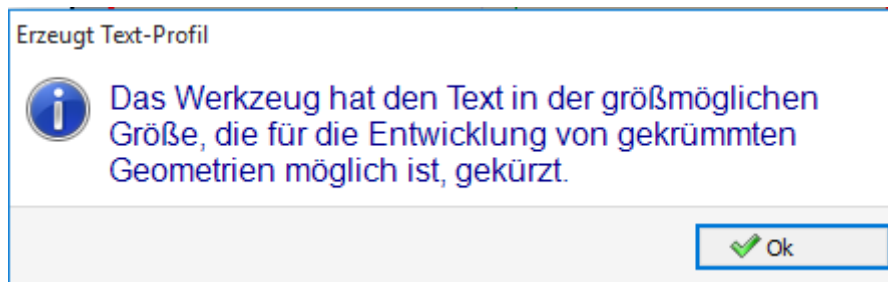 Erzeugt Text-Profil
Das Werkzeug hat den Text in der größmöglichen
Größe, die für die Entwicklung von gekrümmten
Geometrien möglich ist, gekürzt.
Ok